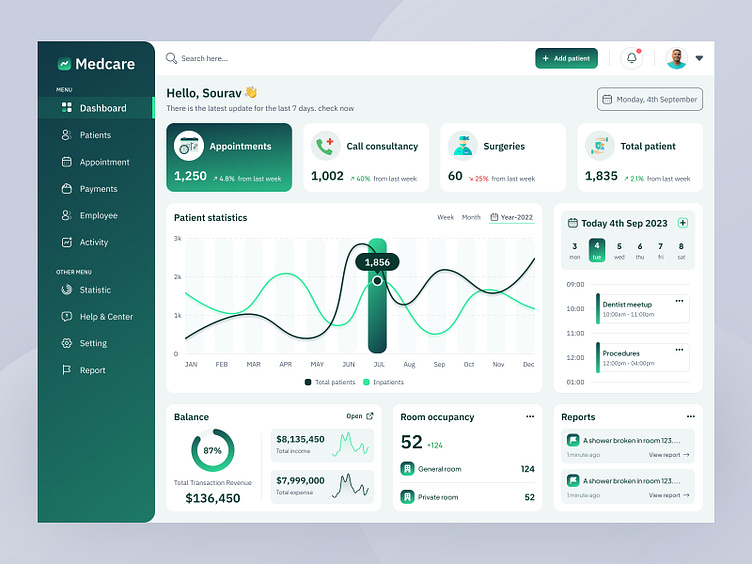 Medcare
MENU
Dashboard
Patients
Appointment
Payments
Employee
Activity
OTHER MENU
Statistic
Help & Center
Setting
Report
Search here...
+ Add patient
Hello, Sourav 👋
There is the latest update for the last 7 days. check now
Monday, 4th September
Appointments
1,250 ↗ 4.8% from last week
Call consultancy
1,002 ↗ 40% from last week
Surgeries
60 ↘ 25% from last week
Total patient
1,835 ↗ 2.1% from last week
Patient statistics
Week Month Year-2022
3k
2k
1k
0
1,856
JAN FEB MAR APR MAY JUN JUL Aug Sep Oct Nov Dec
Total patients Inpatients
Today 4th Sep 2023 +
3 4 5 6 7 8
mon tue wed thu fri sat
09:00
Dentist meetup
10:00am - 11:00pm
10:00
11:00
Procedures
12:00pm - 04:00pm
12:00
01:00
Balance
Open
87%
Total Transaction Revenue
$136,450
$8,135,450
Total income
$7,999,000
Total expense
Room occupancy
52 +124
General room 124
Private room 52
Reports
A shower broken in room 123....
1 minute ago View report →
A shower broken in room 123....
1 minute ago View report →